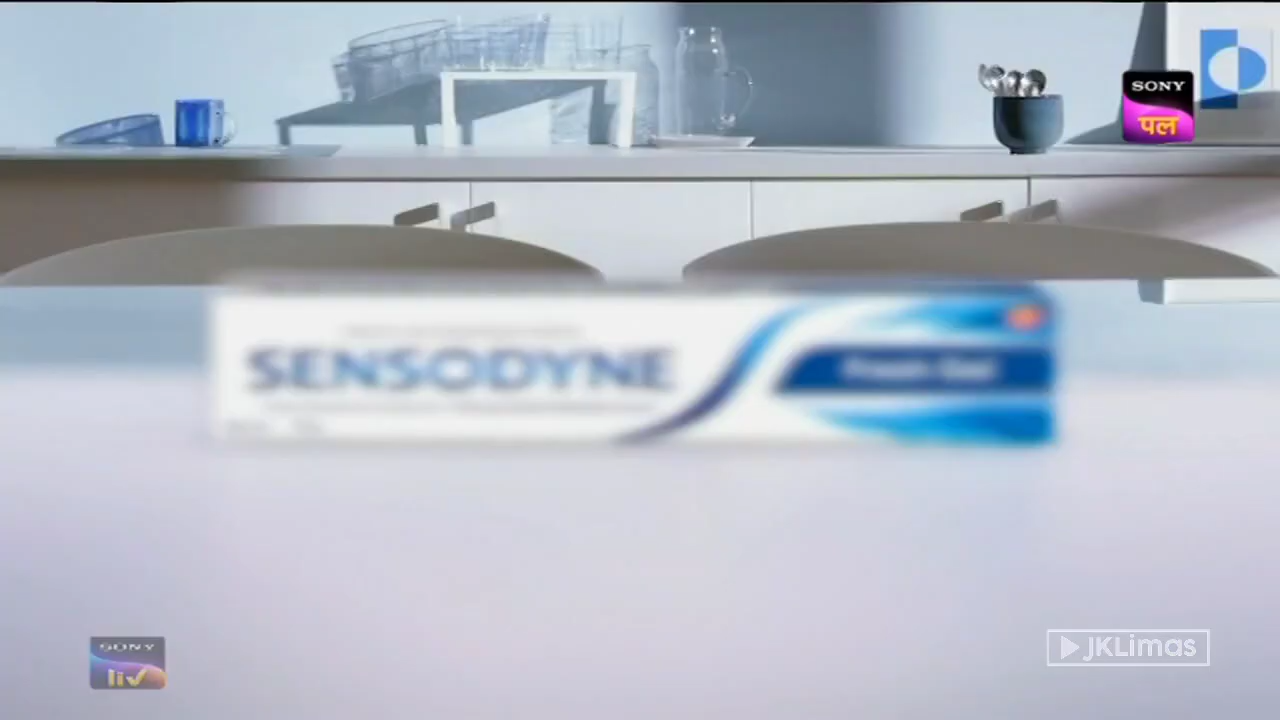 SONY
पल
SENSODYNE
Fresh Gel
SONY
liv
JKLimas